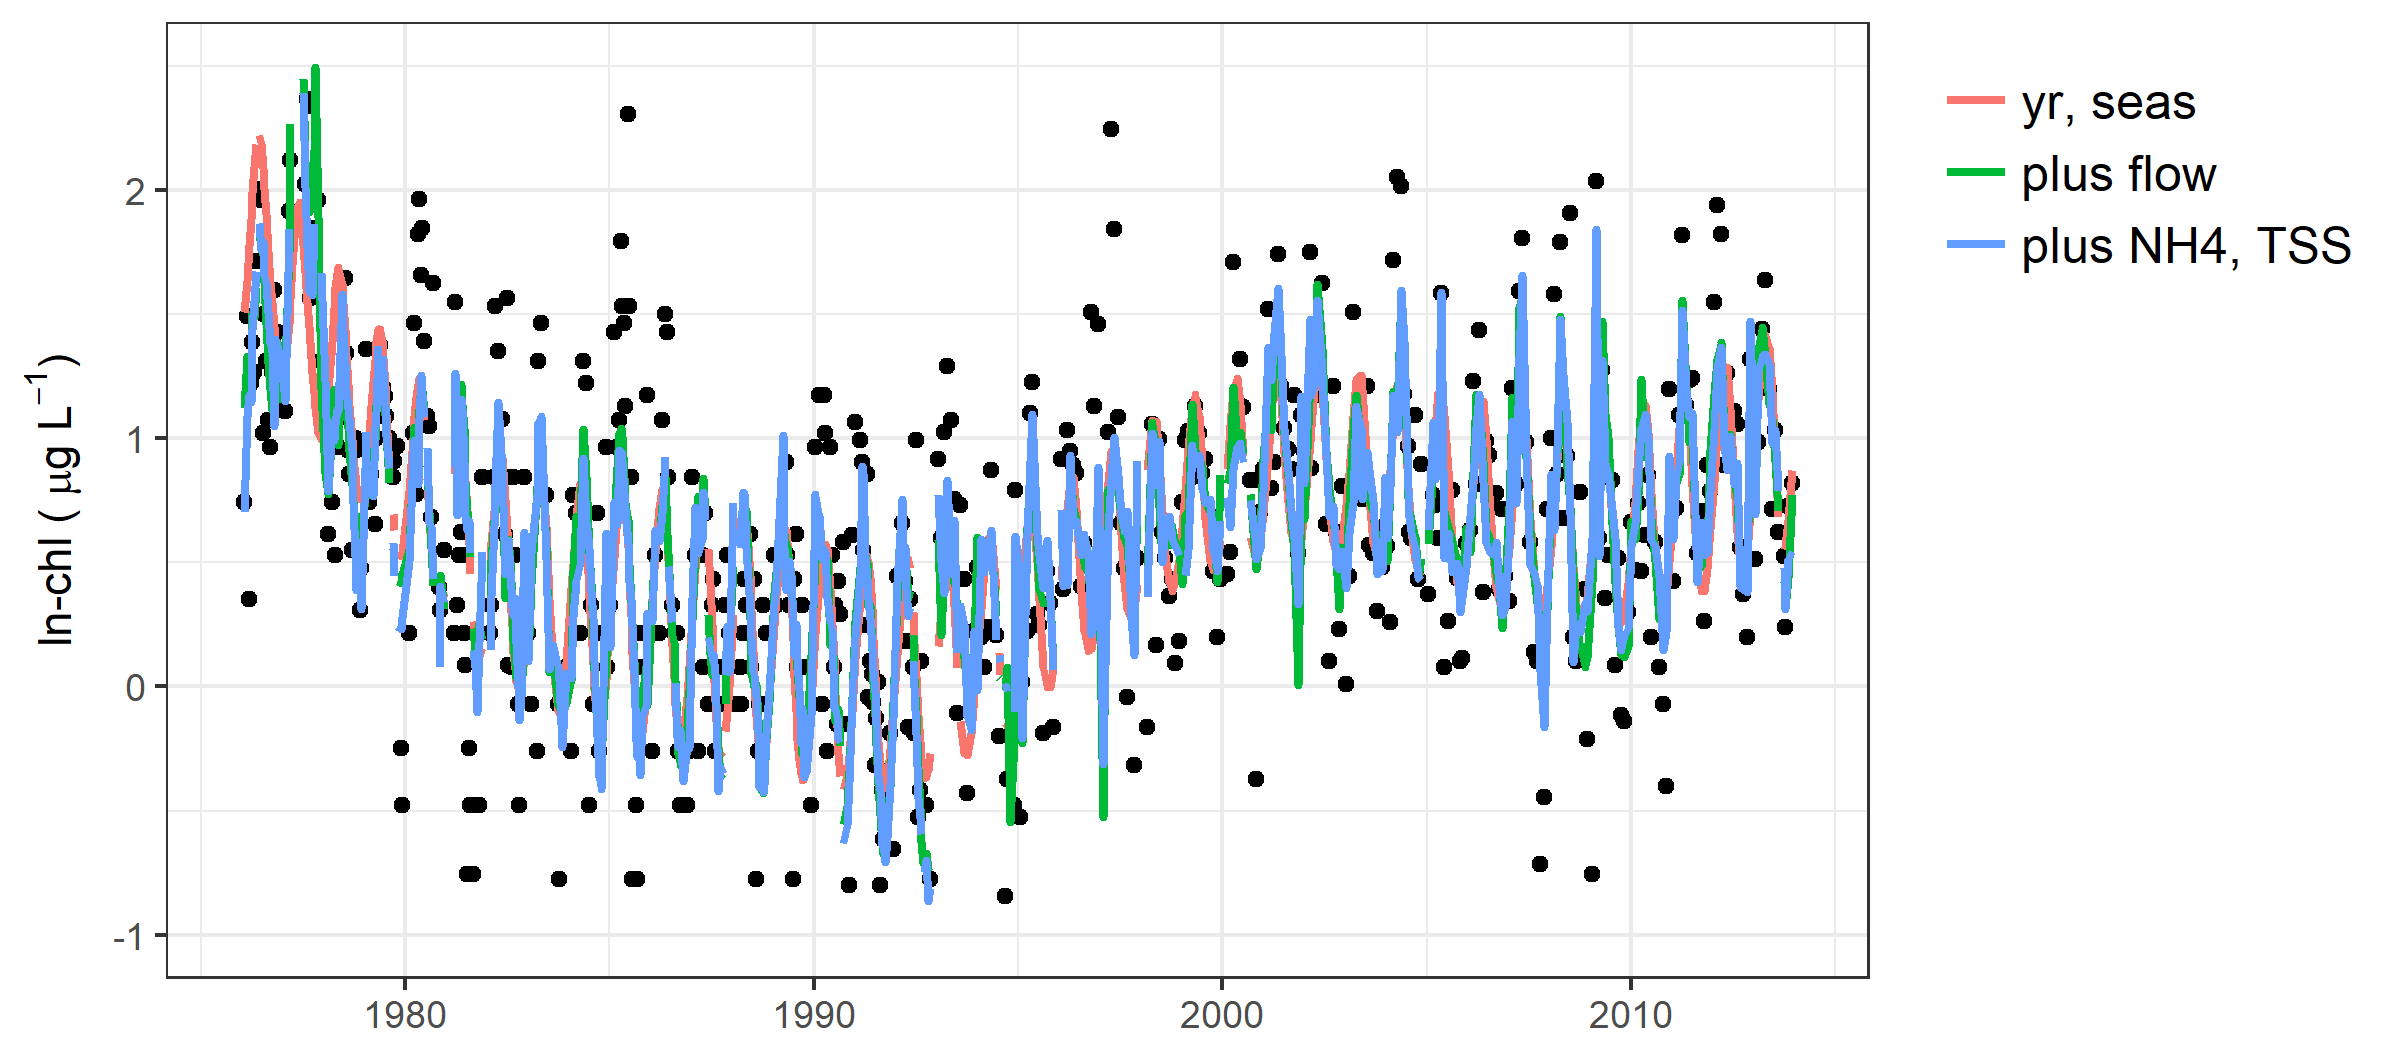 ln-chl ( μg L⁻¹)
2
1
0
-1
1980
1990
2000
2010
yr, seas
plus flow
plus NH4, TSS